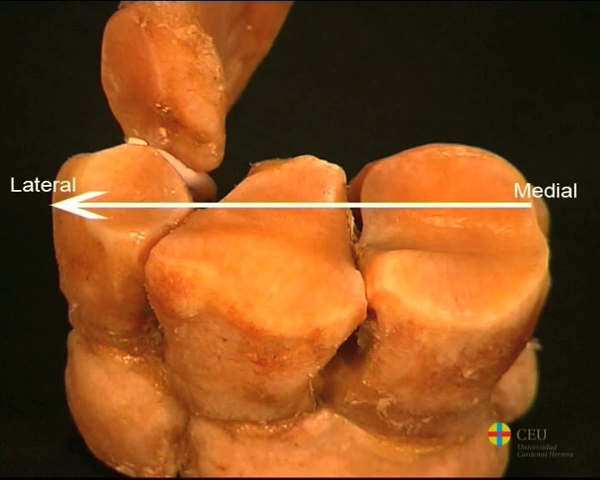 Lateral
Medial
CEU
Universidad
Cardenal Herrera